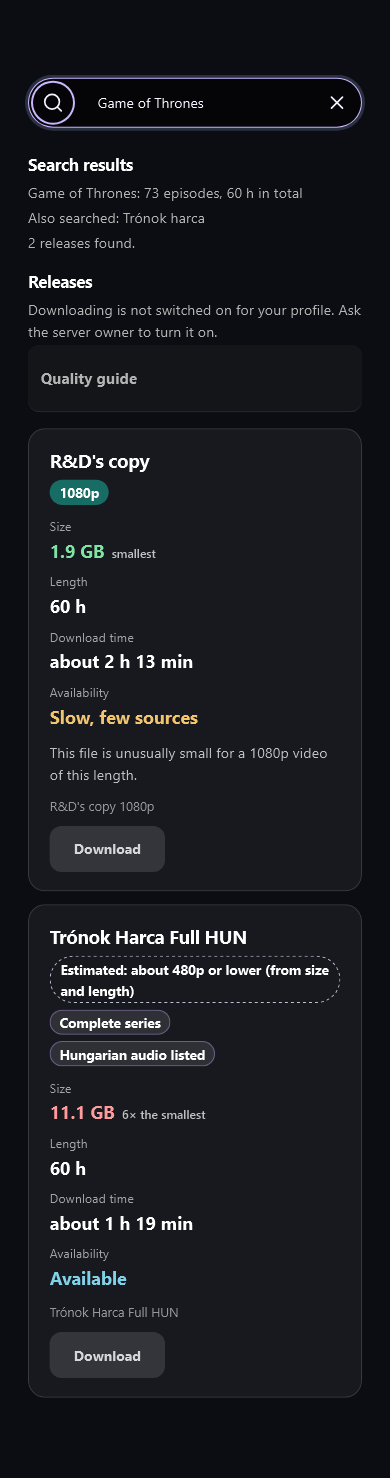 Game of Thrones
Search results
Game of Thrones: 73 episodes, 60 h in total
Also searched: Trónok harca
2 releases found.
Releases
Downloading is not switched on for your profile. Ask
the server owner to turn it on.
Quality guide
R&D's copy
1080p
Size
1.9 GB smallest
Length
60 h
Download time
about 2 h 13 min
Availability
Slow, few sources
This file is unusually small for a 1080p video
of this length.
R&D's copy 1080p
Download
Trónok Harca Full HUN
Estimated: about 480p or lower (from size
and length)
Complete series
Hungarian audio listed
Size
11.1 GB 6× the smallest
Length
60 h
Download time
about 1 h 19 min
Availability
Available
Trónok Harca Full HUN
Download